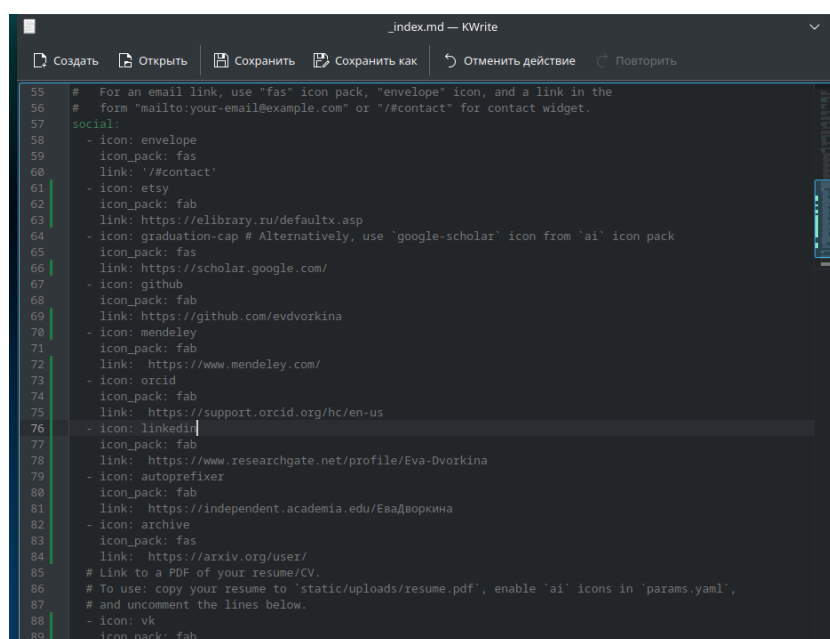 _index.md — KWrite
Создать Открыть Сохранить Сохранить как Отменить действие Повторить
55 #   For an email link, use "fas" icon pack, "envelope" icon, and a link in the
56 #   form "mailto:your-email@example.com" or "/#contact" for contact widget.
57 social:
58   - icon: envelope
59     icon_pack: fas
60     link: '/#contact'
61   - icon: etsy
62     icon_pack: fab
63     link: https://elibrary.ru/defaultx.asp
64   - icon: graduation-cap # Alternatively, use `google-scholar` icon from `ai` icon pack
65     icon_pack: fas
66     link: https://scholar.google.com/
67   - icon: github
68     icon_pack: fab
69     link: https://github.com/evdvorkina
70   - icon: mendeley
71     icon_pack: fab
72     link:  https://www.mendeley.com/
73   - icon: orcid
74     icon_pack: fab
75     link:  https://support.orcid.org/hc/en-us
76   - icon: linkedin
77     icon_pack: fab
78     link:  https://www.researchgate.net/profile/Eva-Dvorkina
79   - icon: autoprefixer
80     icon_pack: fab
81     link:  https://independent.academia.edu/ЕваДворкина
82   - icon: archive
83     icon_pack: fas
84     link:  https://arxiv.org/user/
85   # Link to a PDF of your resume/CV.
86   # To use: copy your resume to `static/uploads/resume.pdf`, enable `ai` icons in `params.yaml`,
87   # and uncomment the lines below.
88   - icon: vk
89     icon_pack: fab